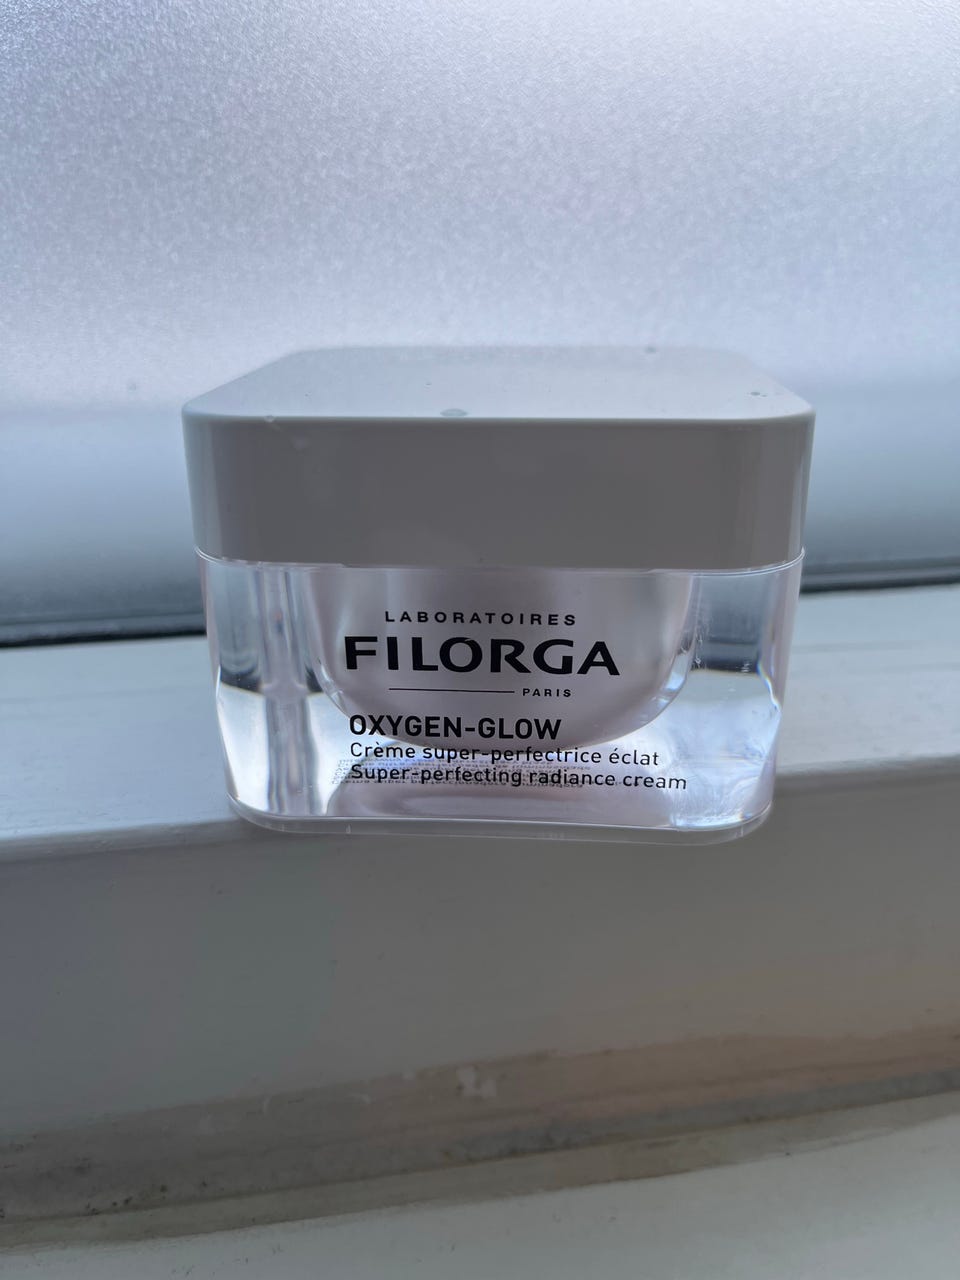 LABORATOIRES
FILORGA
PARIS
OXYGEN-GLOW
Crème super-perfectrice éclat
Super-perfecting radiance cream